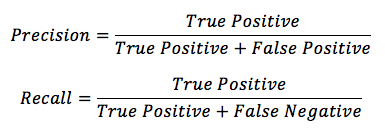 Precision = True Positive / True Positive + False Positive
Recall = True Positive / True Positive + False Negative